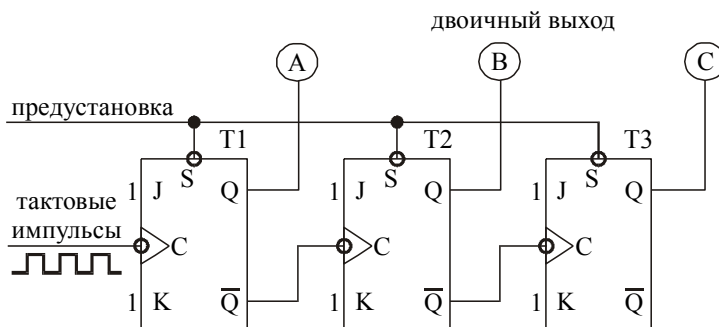 двоичный выход
A
B
C
предустановка
T1
T2
T3
S
S
S
1 J
Q
1 J
Q
1 J
Q
тактовые
импульсы
C
C
C
1 K
Q̅
1 K
Q̅
1 K
Q̅